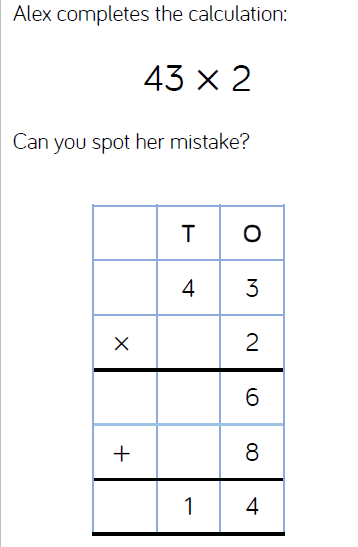 Alex completes the calculation:
43 × 2
Can you spot her mistake?
T O
4 3
× 2
6
+ 8
1 4